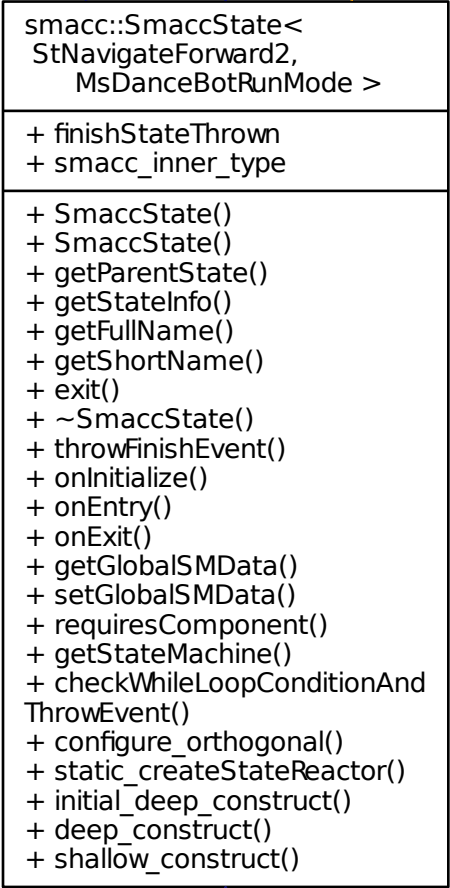 smacc::SmaccState<
StNavigateForward2,
MsDanceBotRunMode >
+ finishStateThrown
+ smacc_inner_type
+ SmaccState()
+ SmaccState()
+ getParentState()
+ getStateInfo()
+ getFullName()
+ getShortName()
+ exit()
+ ~SmaccState()
+ throwFinishEvent()
+ onInitialize()
+ onEntry()
+ onExit()
+ getGlobalSMData()
+ setGlobalSMData()
+ requiresComponent()
+ getStateMachine()
+ checkWhileLoopConditionAnd
ThrowEvent()
+ configure_orthogonal()
+ static_createStateReactor()
+ initial_deep_construct()
+ deep_construct()
+ shallow_construct()